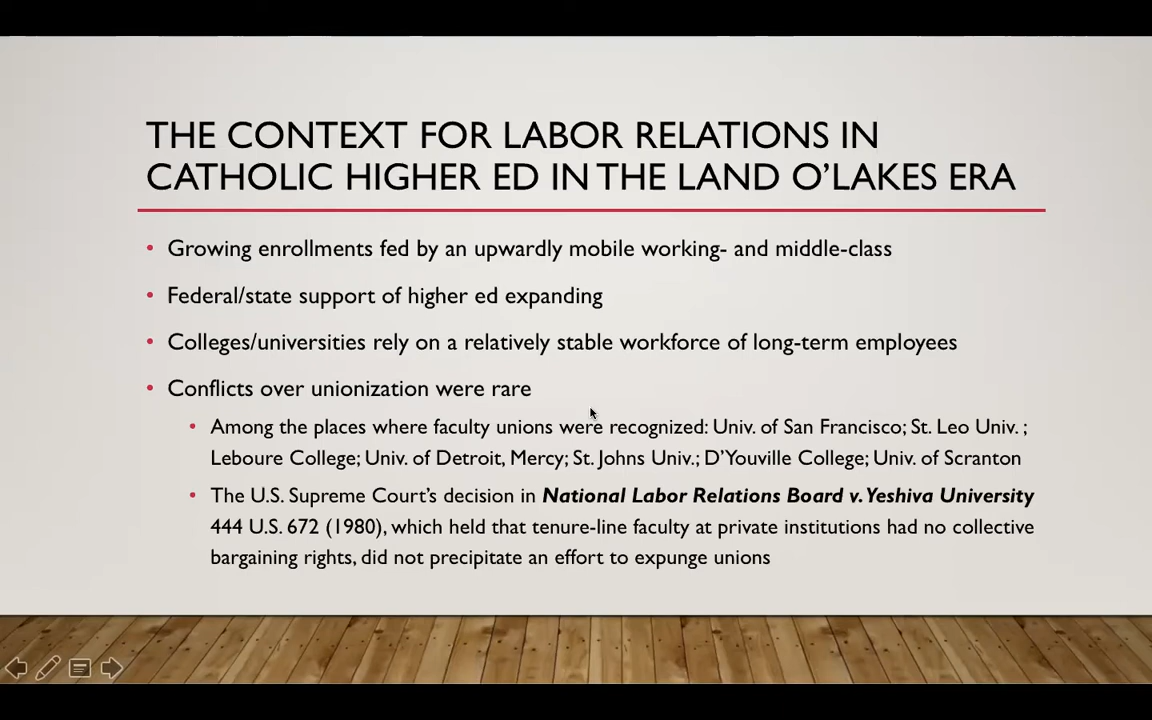 THE CONTEXT FOR LABOR RELATIONS IN
CATHOLIC HIGHER ED IN THE LAND O’LAKES ERA
• Growing enrollments fed by an upwardly mobile working- and middle-class
• Federal/state support of higher ed expanding
• Colleges/universities rely on a relatively stable workforce of long-term employees
• Conflicts over unionization were rare
• Among the places where faculty unions were recognized: Univ. of San Francisco; St. Leo Univ. ;
Leboure College; Univ. of Detroit, Mercy; St. Johns Univ.; D’Youville College; Univ. of Scranton
• The U.S. Supreme Court’s decision in National Labor Relations Board v. Yeshiva University
444 U.S. 672 (1980), which held that tenure-line faculty at private institutions had no collective
bargaining rights, did not precipitate an effort to expunge unions